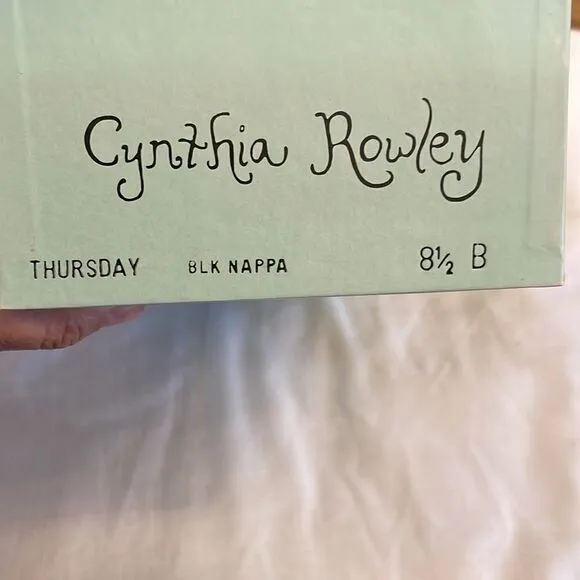 Cynthia Rowley
THURSDAY BLK NAPPA 8½ B